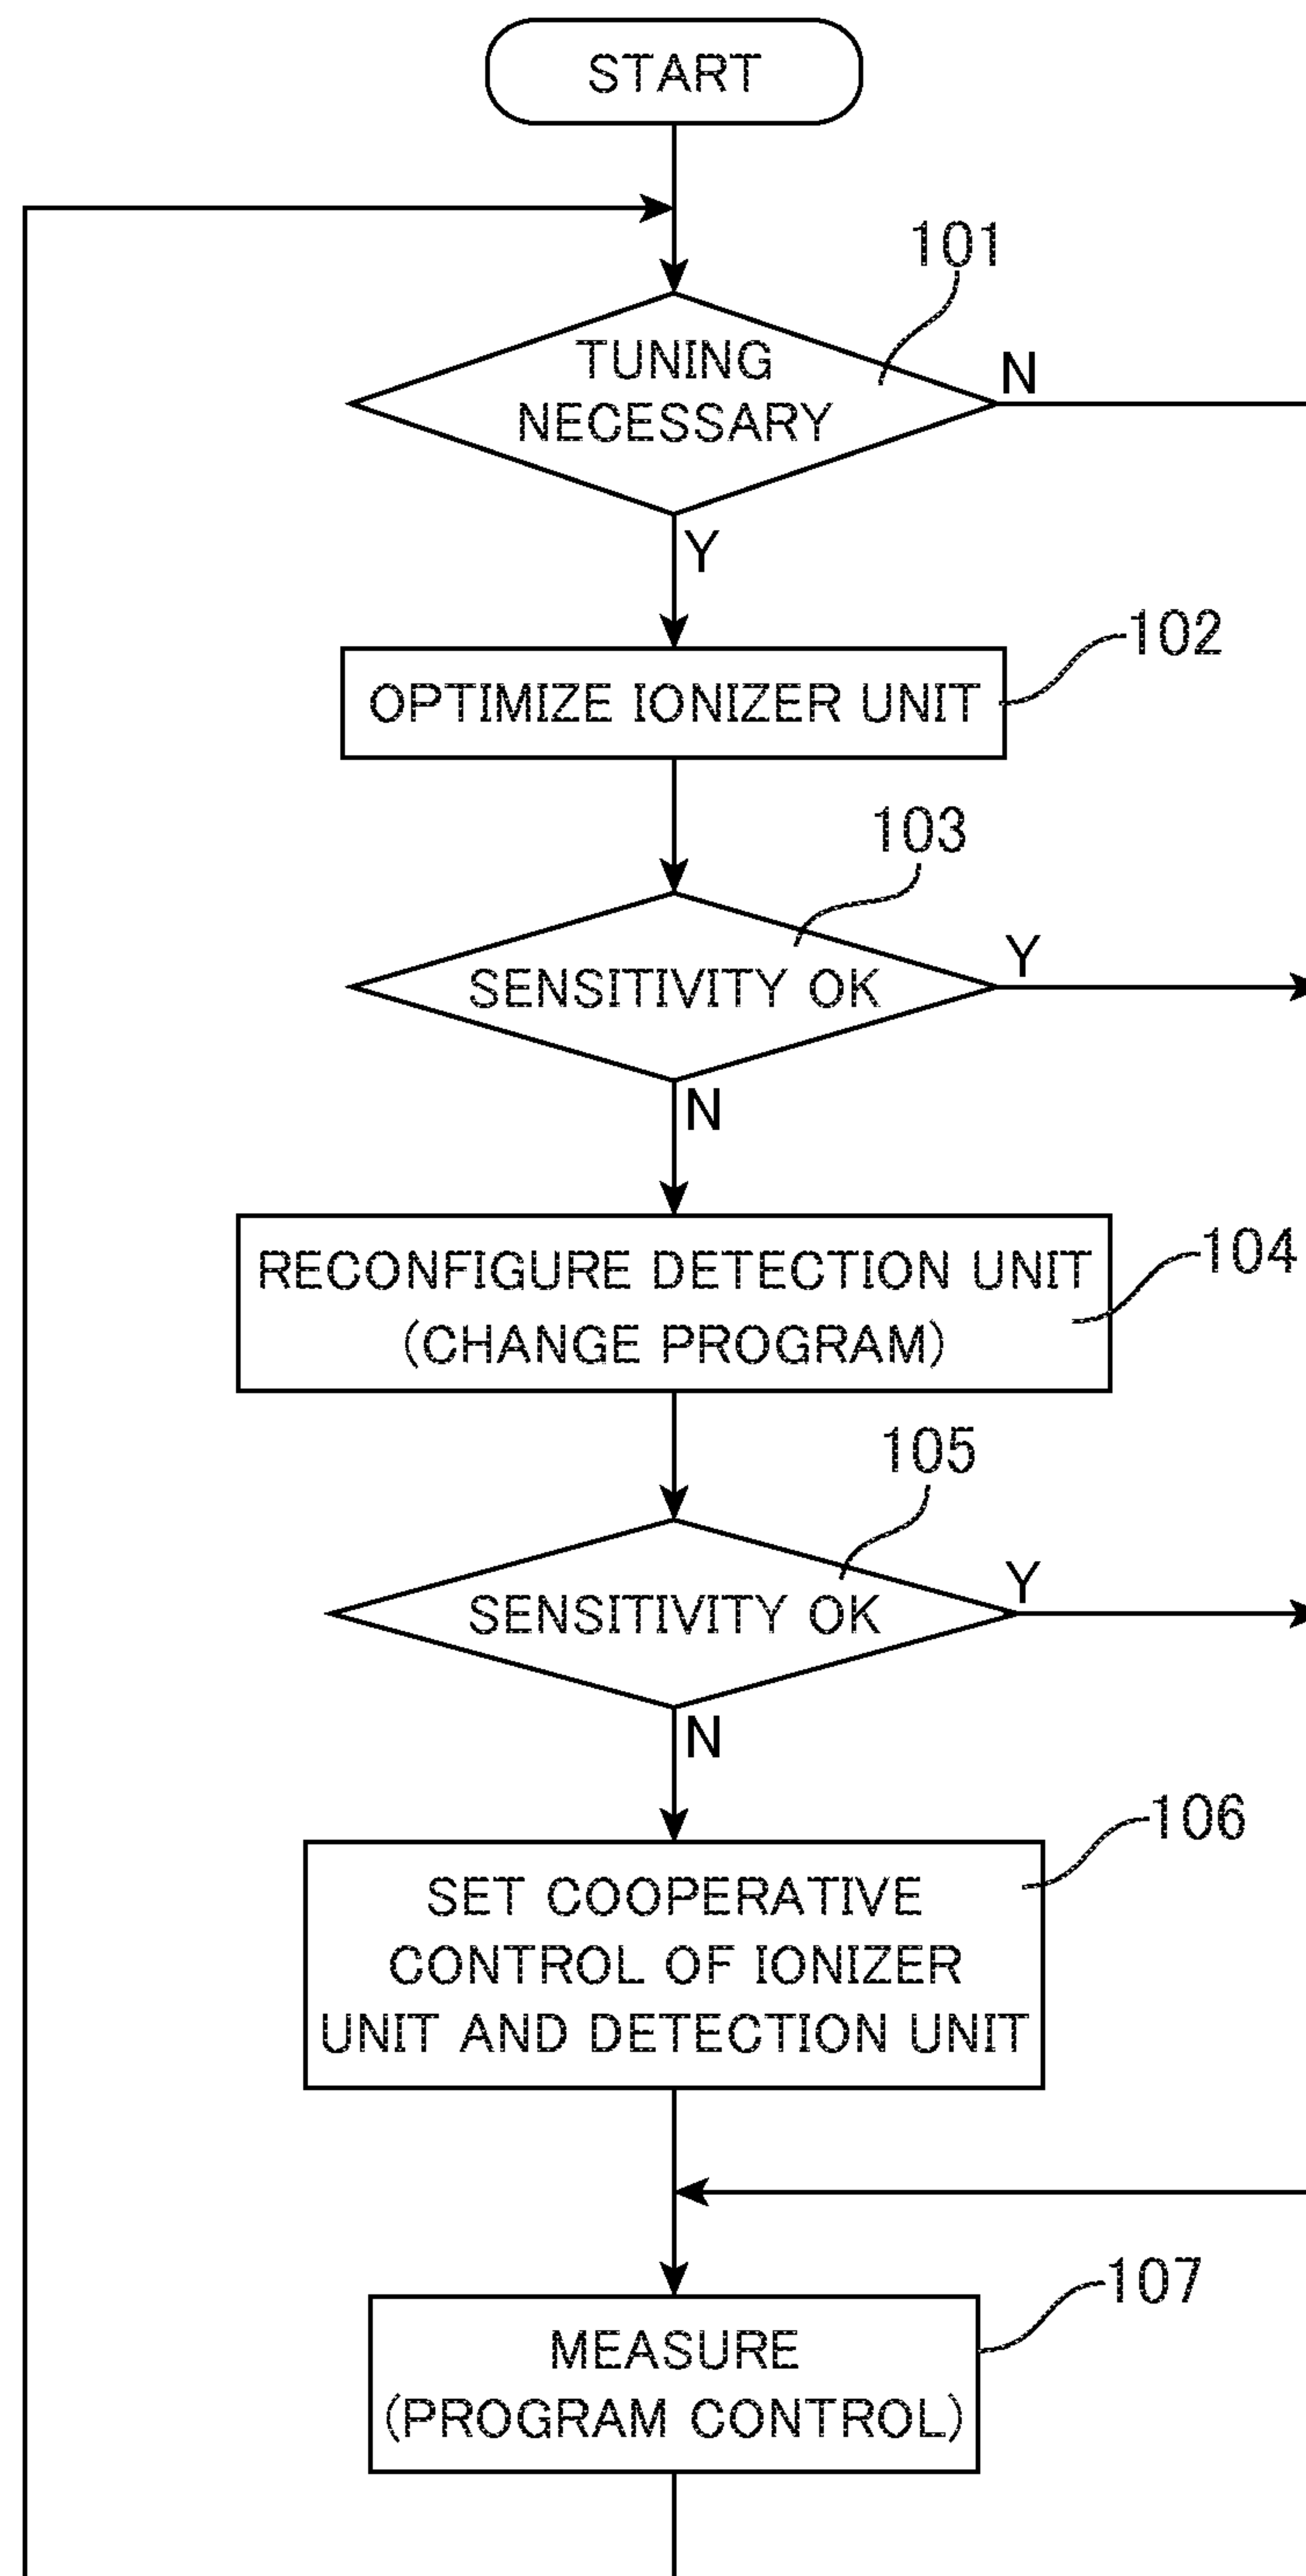 START
101
TUNING
NECESSARY
N
Y
102
OPTIMIZE IONIZER UNIT
103
SENSITIVITY OK
Y
N
104
RECONFIGURE DETECTION UNIT
(CHANGE PROGRAM)
105
SENSITIVITY OK
Y
N
106
SET COOPERATIVE
CONTROL OF IONIZER
UNIT AND DETECTION UNIT
107
MEASURE
(PROGRAM CONTROL)